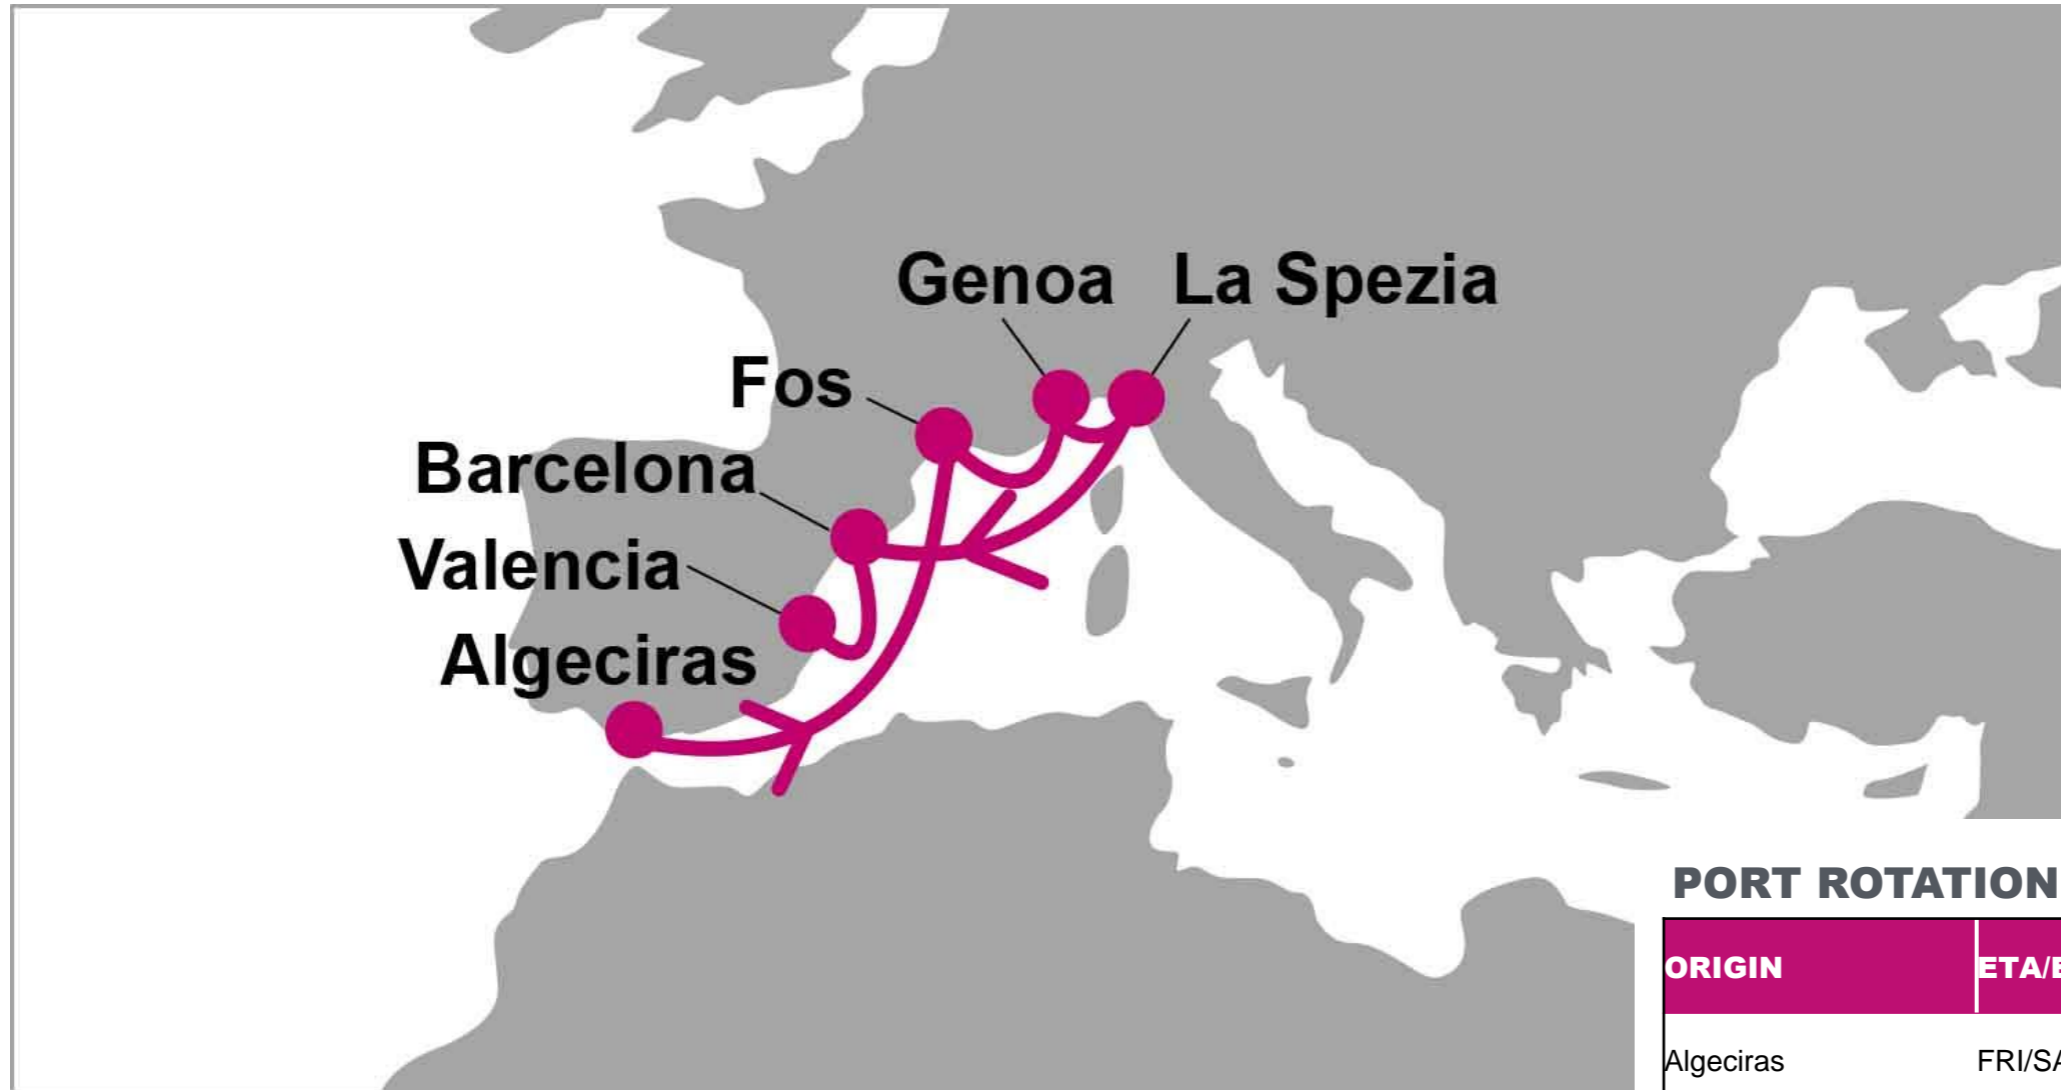 Genoa La Spezia
Fos
Barcelona
Valencia
Algeciras
PORT ROTATION
ORIGIN
Algeciras